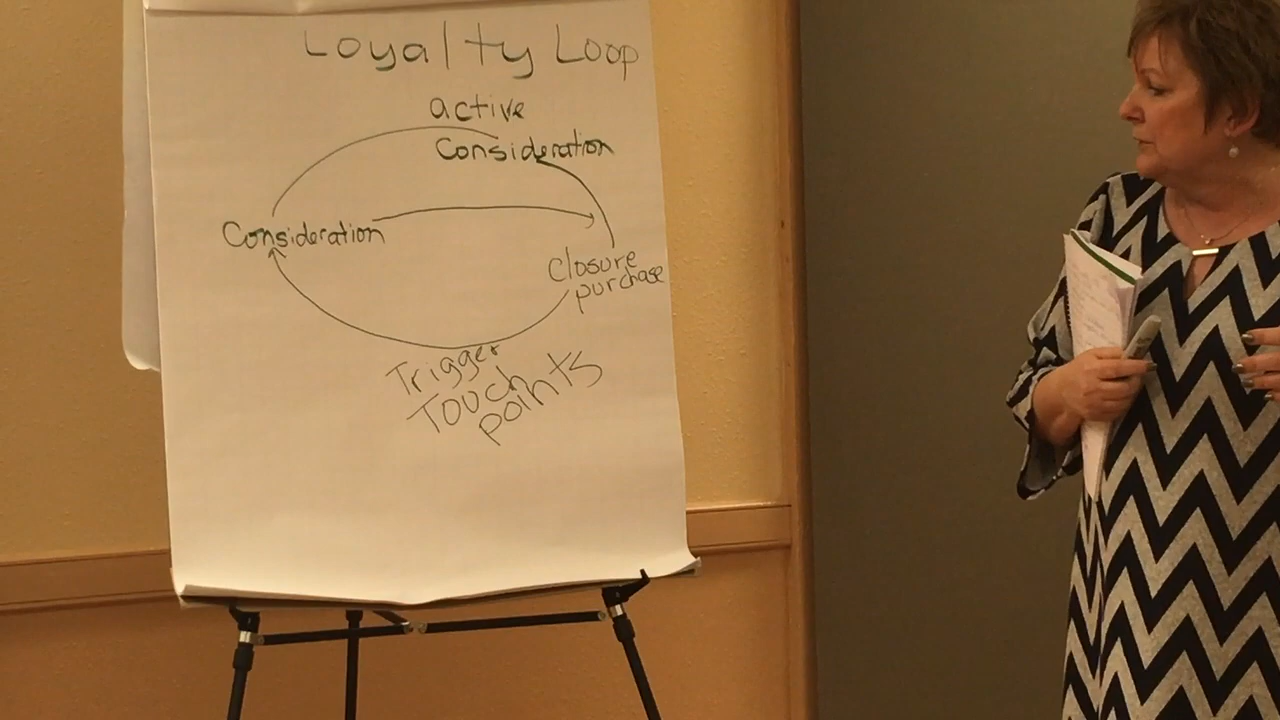 Loyalty Loop
active
Consideration
Consideration
Closure
purchase
Trigger
Touch
points